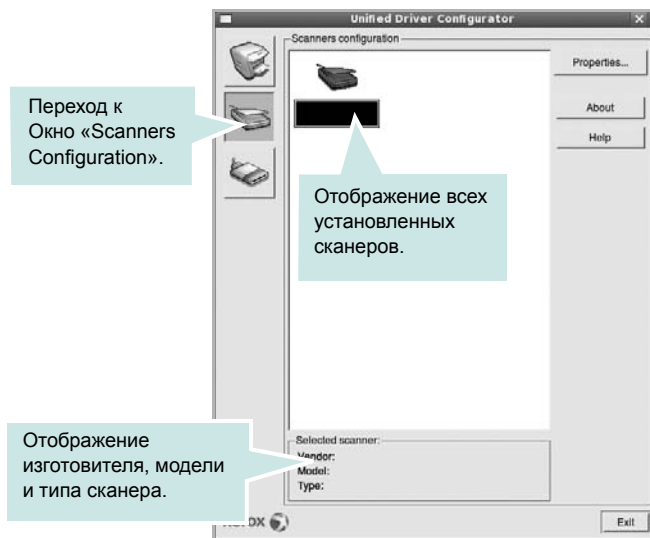 Unified Driver Configurator
Scanners configuration
Properties...
About
Help
Переход к
Окно «Scanners
Configuration».
Отображение всех
установленных
сканеров.
Отображение
изготовителя, модели
и типа сканера.
Selected scanner:
Vendor:
Model:
Type:
Exit